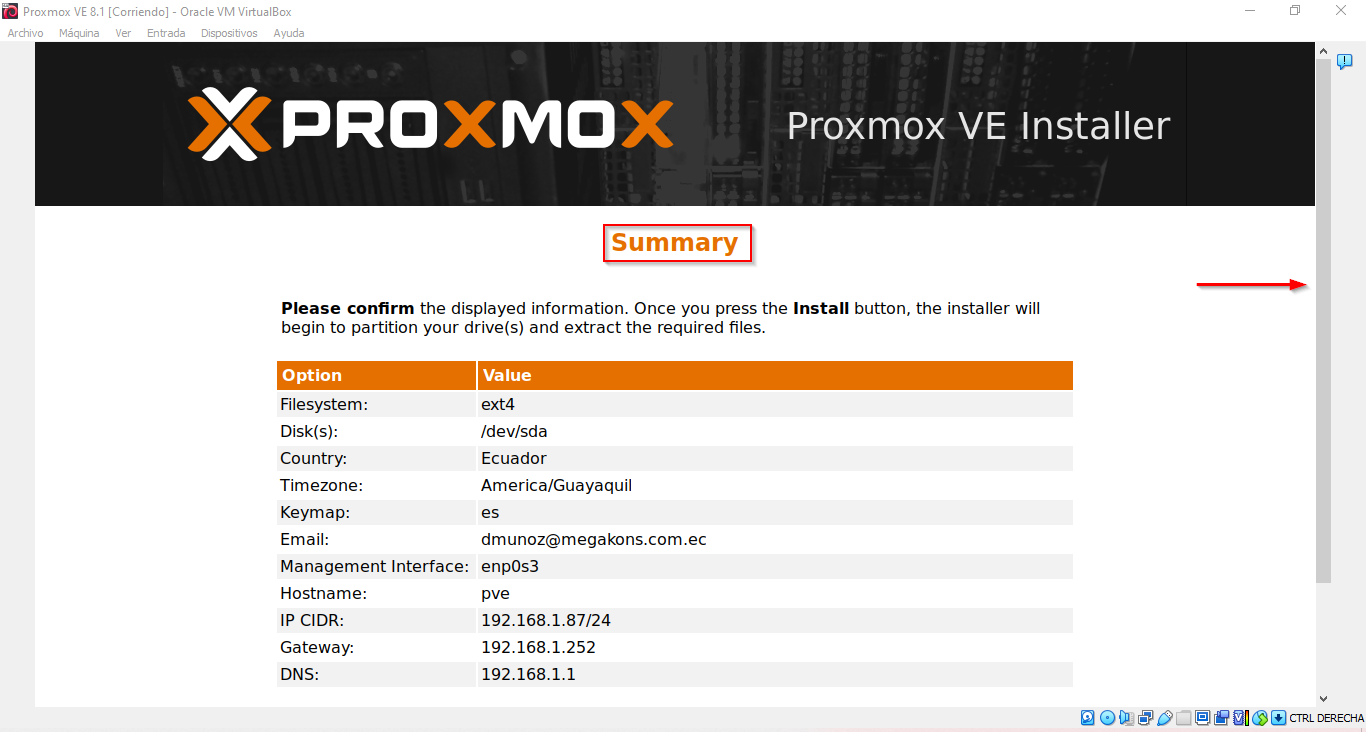 Proxmox VE 8.1 [Corriendo] - Oracle VM VirtualBox
Archivo Máquina Ver Entrada Dispositivos Ayuda
PROXMOX
Proxmox VE Installer
Summary
Please confirm the displayed information. Once you press the Install button, the installer will
begin to partition your drive(s) and extract the required files.
Option Value
Filesystem: ext4
Disk(s): /dev/sda
Country: Ecuador
Timezone: America/Guayaquil
Keymap: es
Email: dmunoz@megakons.com.ec
Management Interface: enp0s3
Hostname: pve
IP CIDR: 192.168.1.87/24
Gateway: 192.168.1.252
DNS: 192.168.1.1
CTRL DERECHA